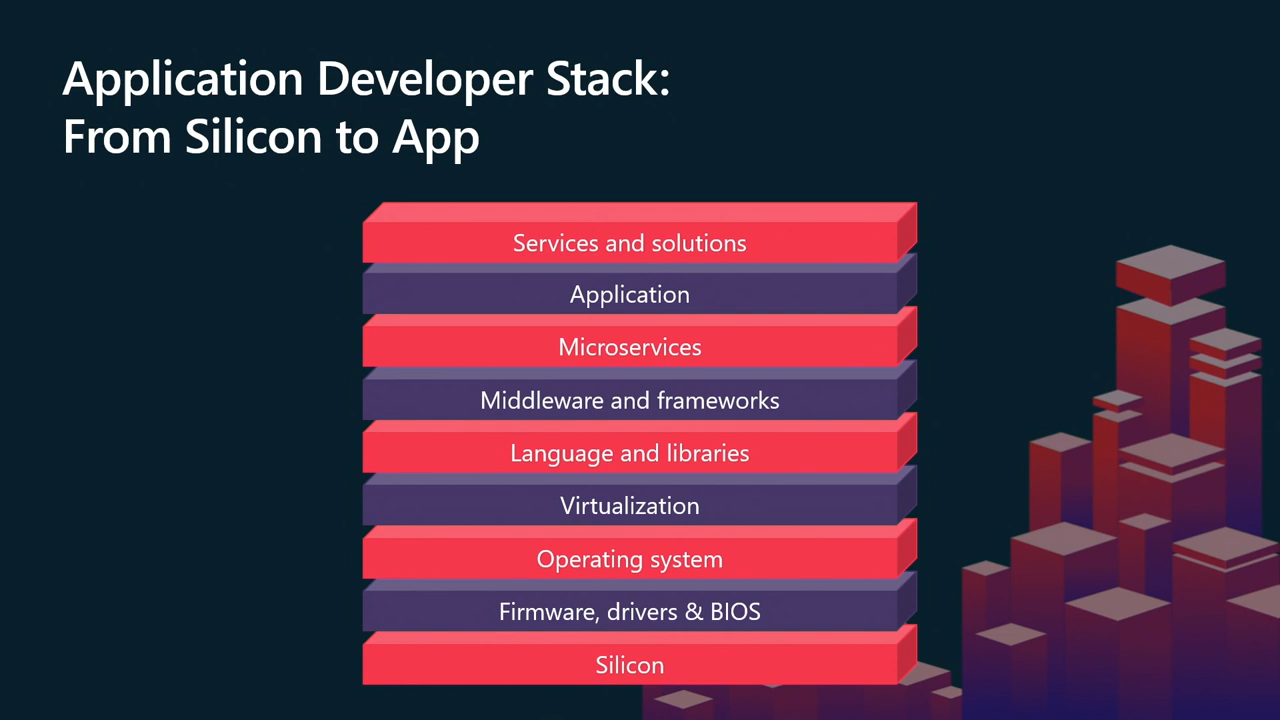 Application Developer Stack:
From Silicon to App
Services and solutions
Application
Microservices
Middleware and frameworks
Language and libraries
Virtualization
Operating system
Firmware, drivers & BIOS
Silicon